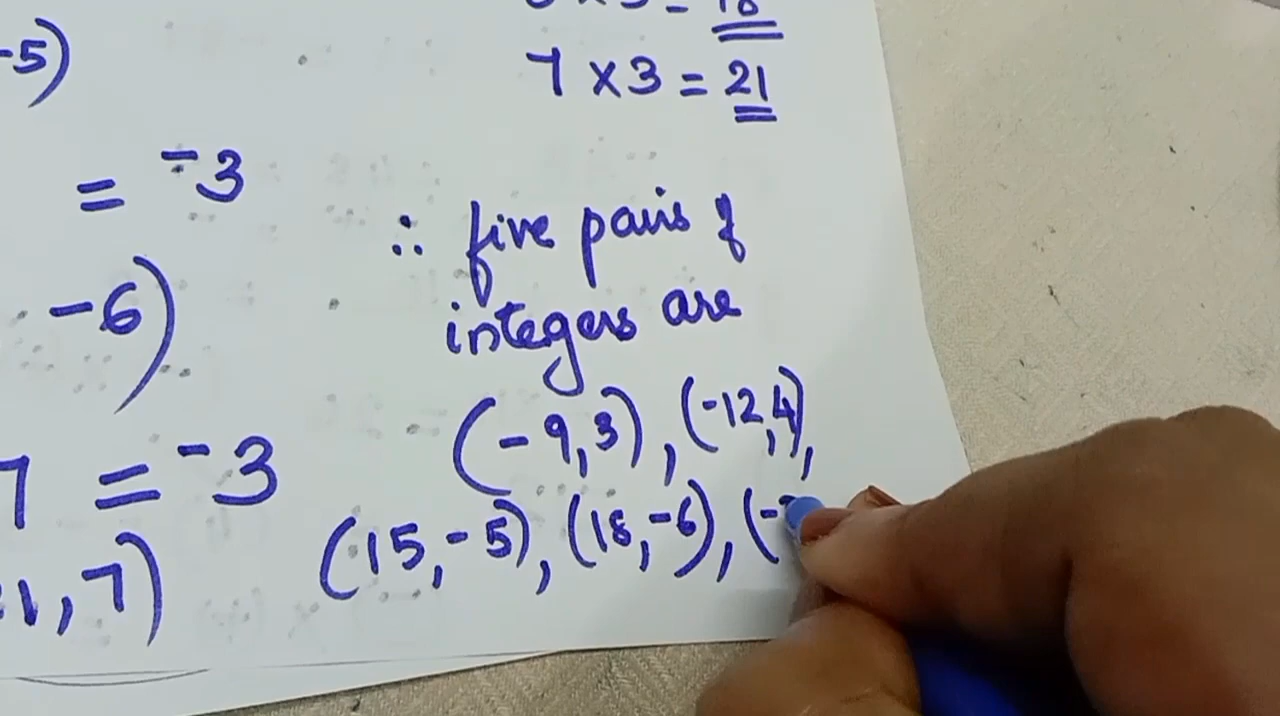 -5)
7 × 3 = 21
= -3
∴ five pairs of
integers are
-6)
(-9,3), (-12,4),
7 = -3
(15,-5), (18,-6), (-
1, 7)